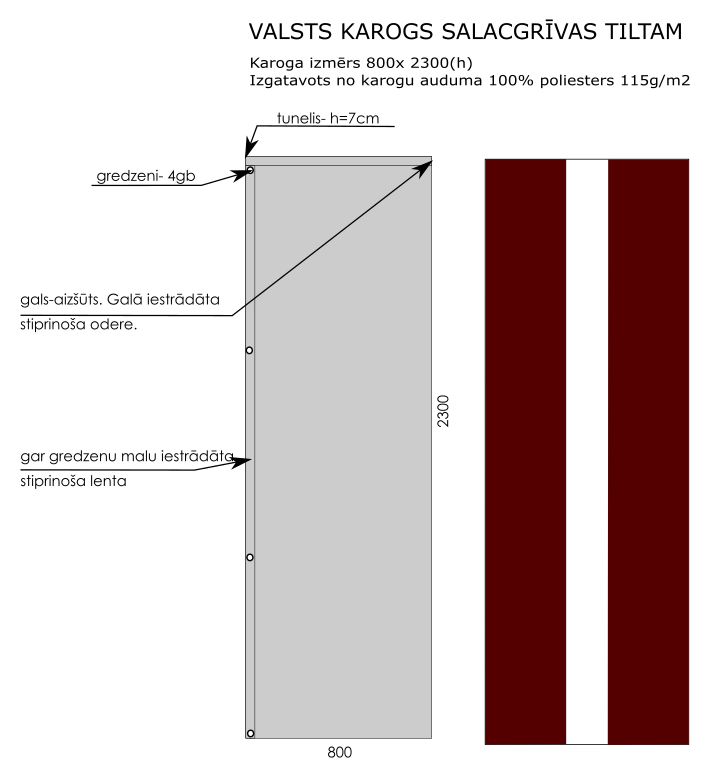 VALSTS KAROGS SALACGRĪVAS TILTAM
Karoga izmērs 800x 2300(h)
Izgatavots no karogu auduma 100% poliesters 115g/m2
tunelis- h=7cm
gredzeni- 4gb
gals-aizšūts. Galā iestrādāta
stiprinoša odere.
2300
gar gredzenu malu iestrādāta
stiprinoša lenta
800